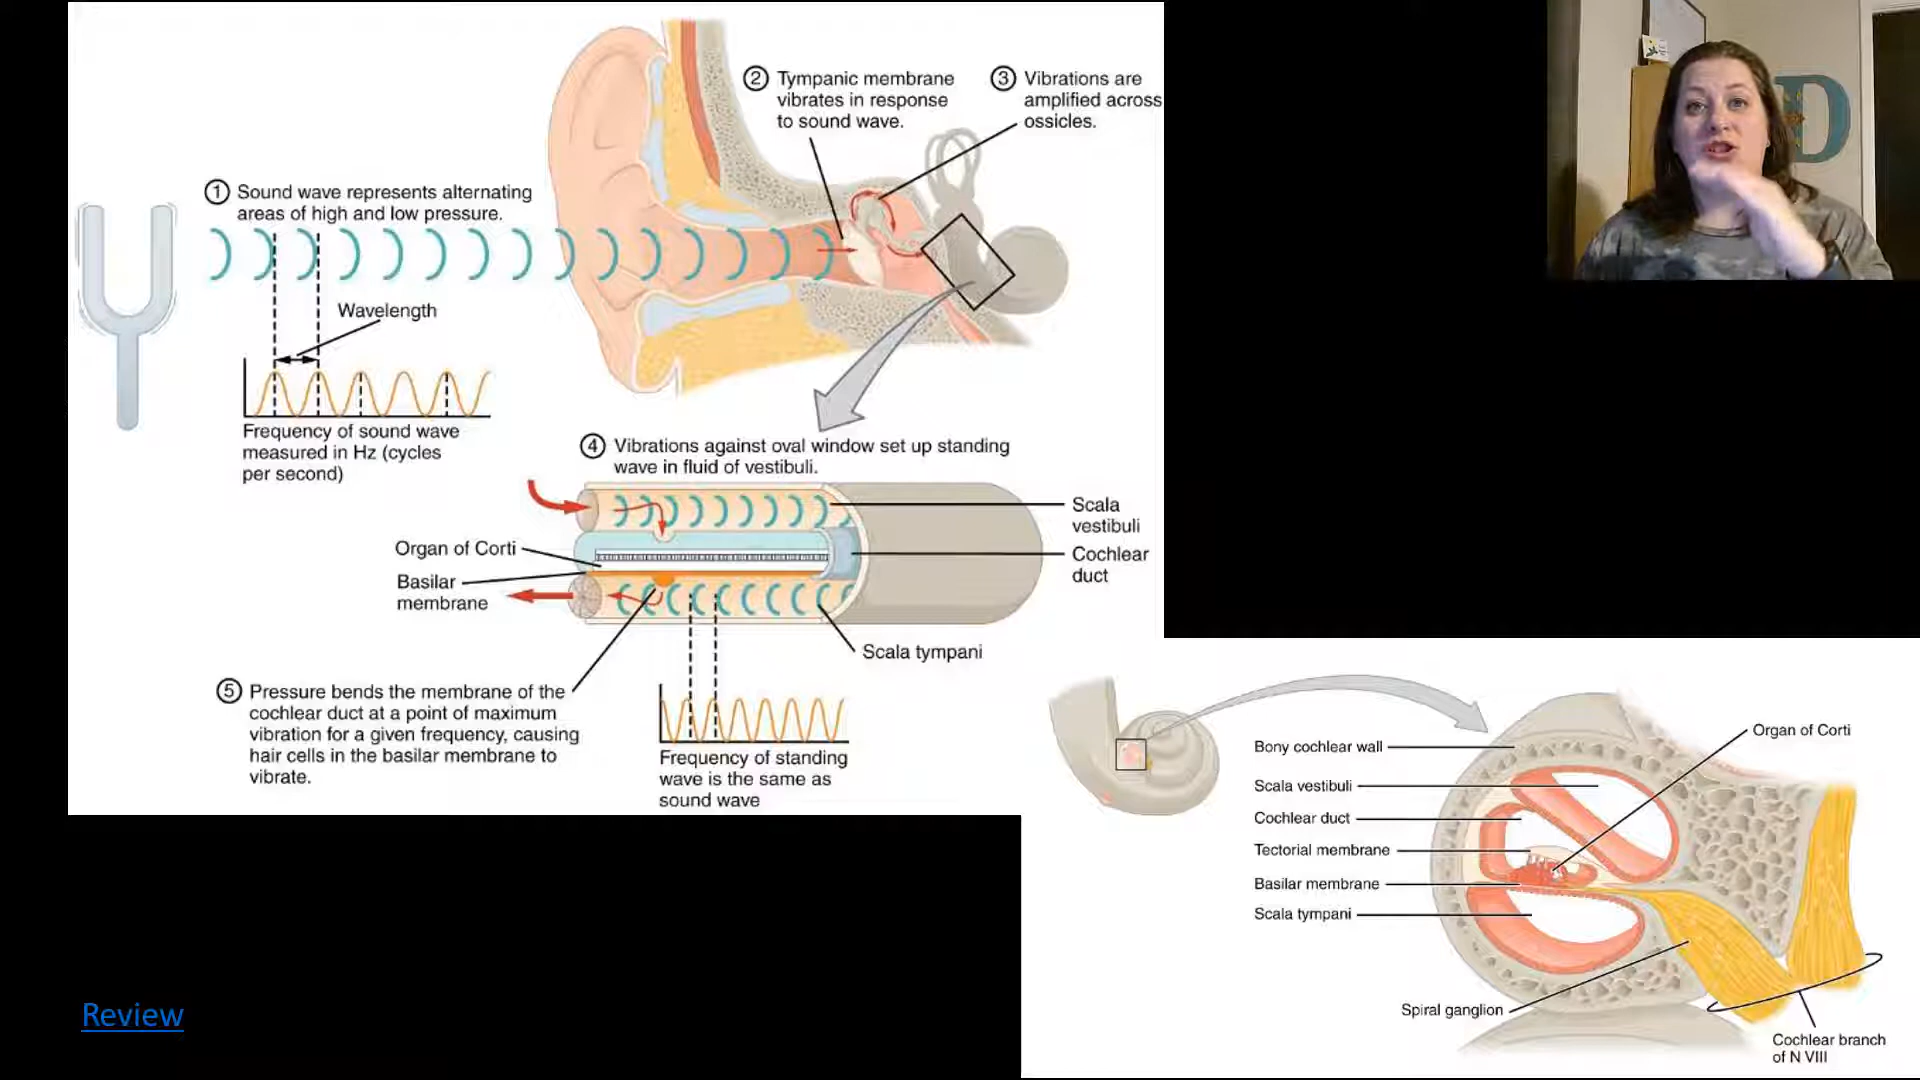 ② Tympanic membrane
vibrates in response
to sound wave.
③ Vibrations are
amplified across
ossicles.
① Sound wave represents alternating
areas of high and low pressure.
Wavelength
Frequency of sound wave
measured in Hz (cycles
per second)
④ Vibrations against oval window set up standing
wave in fluid of vestibuli.
Scala
vestibuli
Organ of Corti
Cochlear
duct
Basilar
membrane
Scala tympani
⑤ Pressure bends the membrane of the
cochlear duct at a point of maximum
vibration for a given frequency, causing
hair cells in the basilar membrane to
vibrate.
Frequency of standing
wave is the same as
sound wave
Organ of Corti
Bony cochlear wall
Scala vestibuli
Cochlear duct
Tectorial membrane
Basilar membrane
Scala tympani
Spiral ganglion
Cochlear branch
of N VIII
Review
D